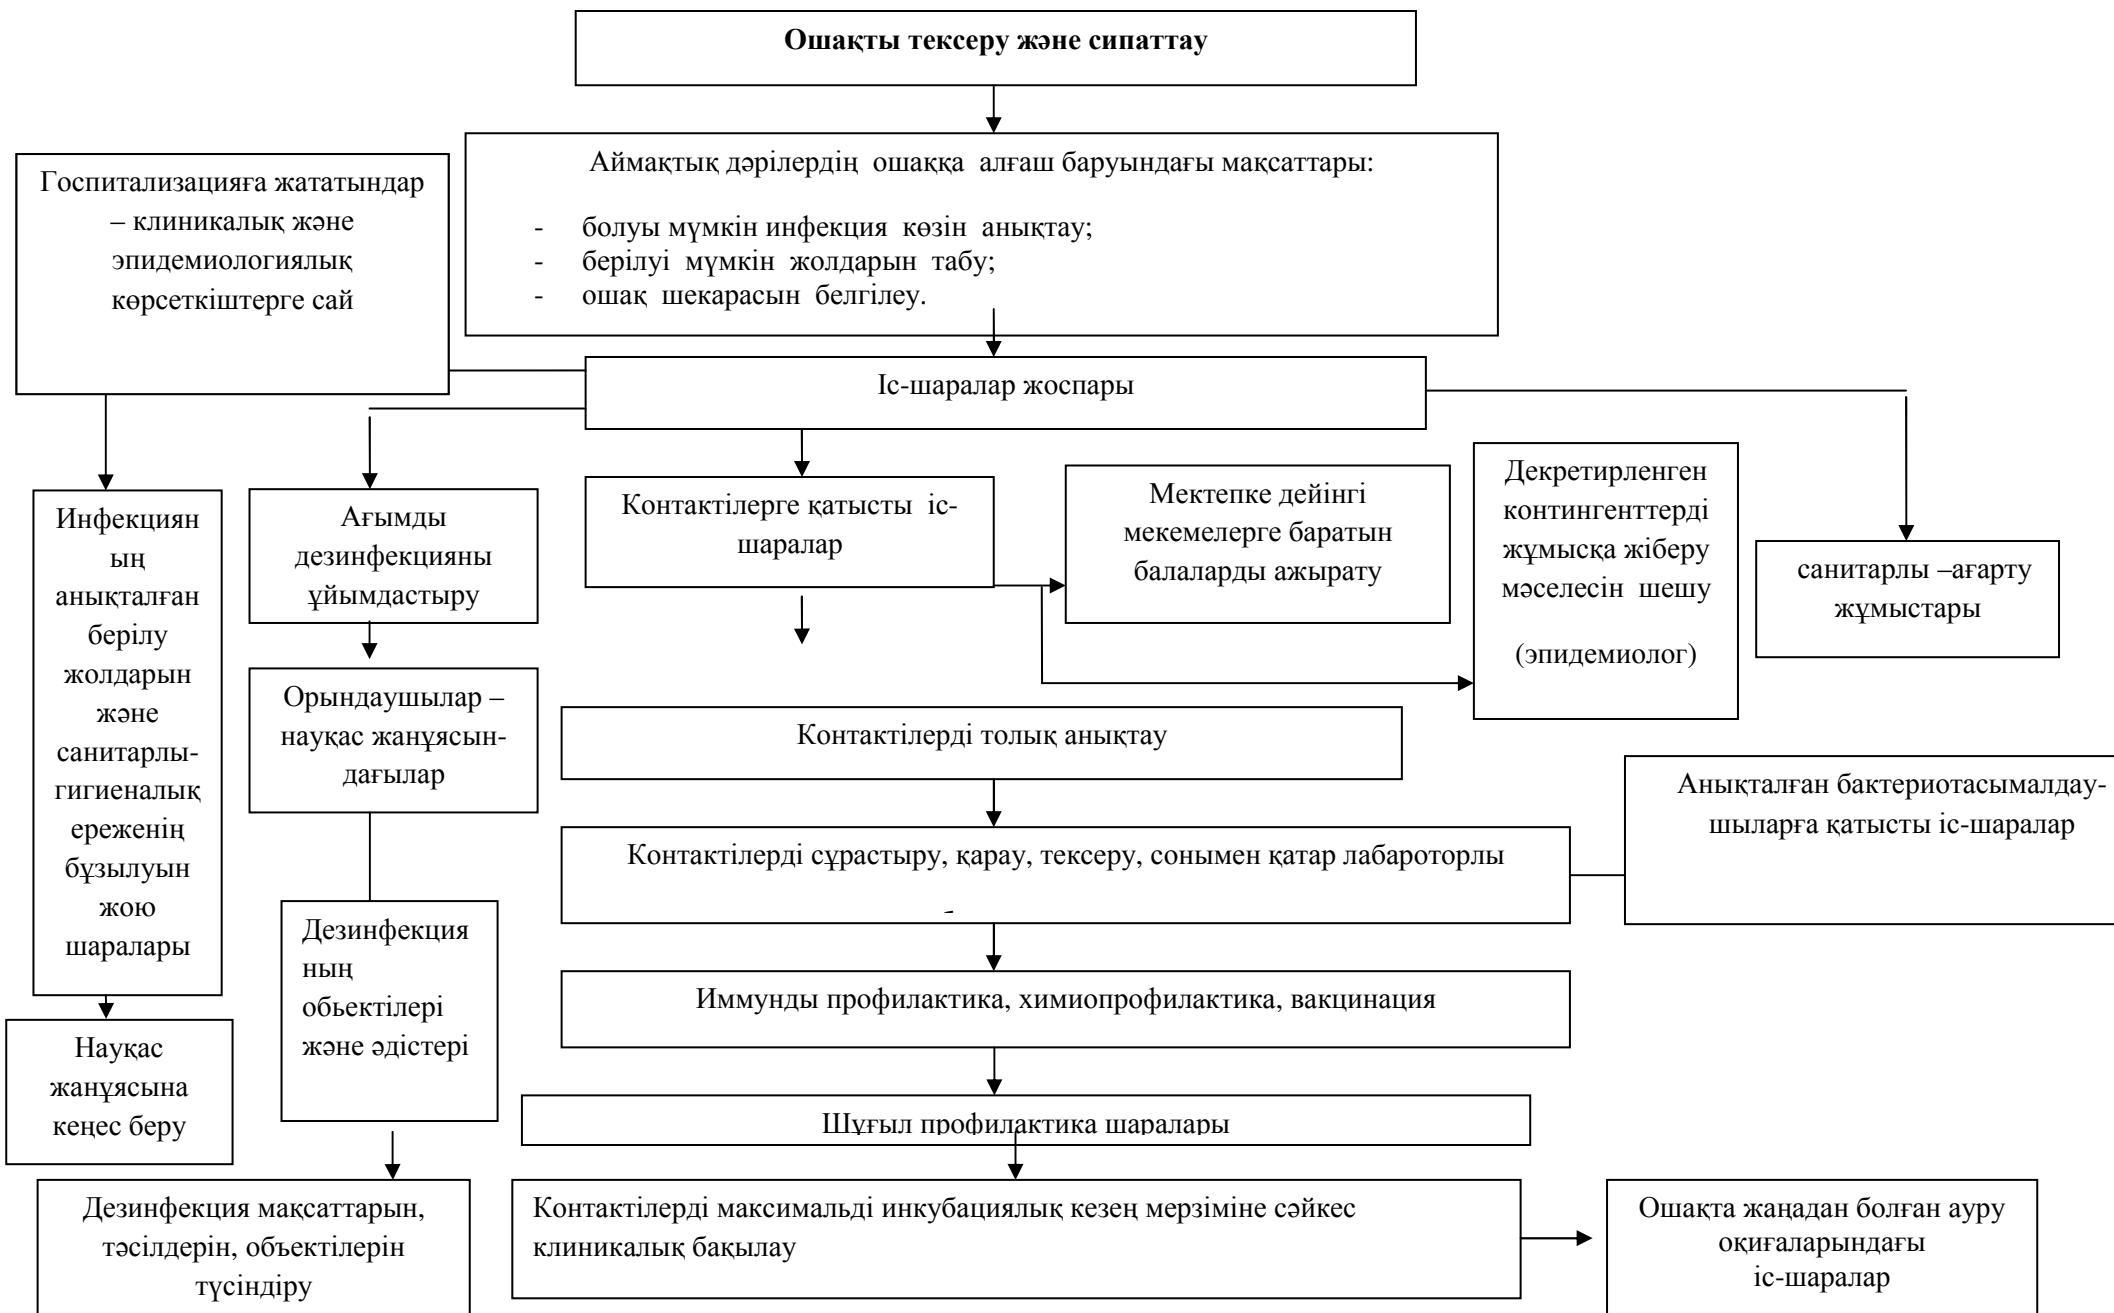 Ошақты тексеру және сипаттау
Аймақтық дәрілердің ошаққа алғаш баруындағы мақсаттары:
- болуы мүмкін инфекция көзін анықтау;
- берілуі мүмкін жолдарын табу;
- ошақ шекарасын белгілеу.
Госпитализацияға жататындар
– клиникалық және
эпидемиологиялық
көрсеткіштерге сай
Іс-шаралар жоспары
Инфекциян
ың
анықталған
берілу
жолдарын
және
санитарлы-
гигиеналық
ереженің
бұзылуын
жою
шаралары
Ағымды
дезинфекцияны
ұйымдастыру
Контактілерге қатысты іс-
шаралар
Мектепке дейінгі
мекемелерге баратын
балаларды ажырату
Декретирленген
контингенттерді
жұмысқа жіберу
мәселесін шешу
(эпидемиолог)
санитарлы –ағарту
жұмыстары
Орындаушылар –
науқас жанұясын-
дағылар
Контактілерді толық анықтау
Контактілерді сұрастыру, қарау, тексеру, сонымен қатар лабароторлы
Анықталған бактериотасымалдау-
шыларға қатысты іс-шаралар
Дезинфекция
ның
обьектілері
және әдістері
Иммунды профилактика, химиопрофилактика, вакцинация
Науқас
жанұясына
кеңес беру
Шұғыл профилактика шаралары
Дезинфекция мақсаттарын,
тәсілдерін, объектілерін
түсіндіру
Контактілерді максимальді инкубациялық кезең мерзіміне сәйкес
клиникалық бақылау
Ошақта жаңадан болған ауру
оқиғаларындағы
іс-шаралар